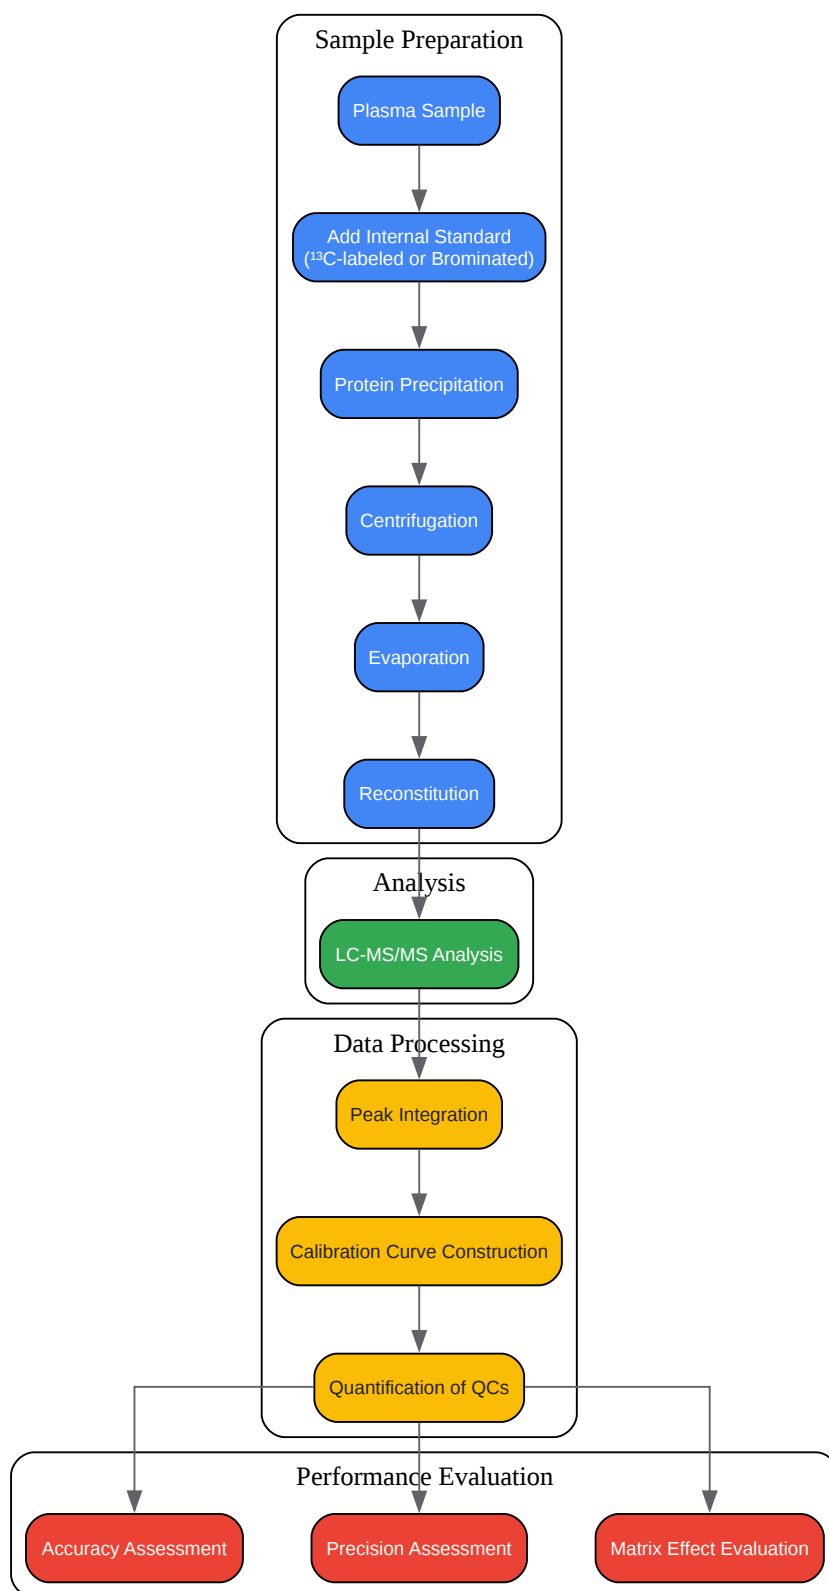 Sample Preparation
Plasma Sample
Add Internal Standard
(¹³C-labeled or Brominated)
Protein Precipitation
Centrifugation
Evaporation
Reconstitution
Analysis
LC-MS/MS Analysis
Data Processing
Peak Integration
Calibration Curve Construction
Quantification of QCs
Performance Evaluation
Accuracy Assessment
Precision Assessment
Matrix Effect Evaluation